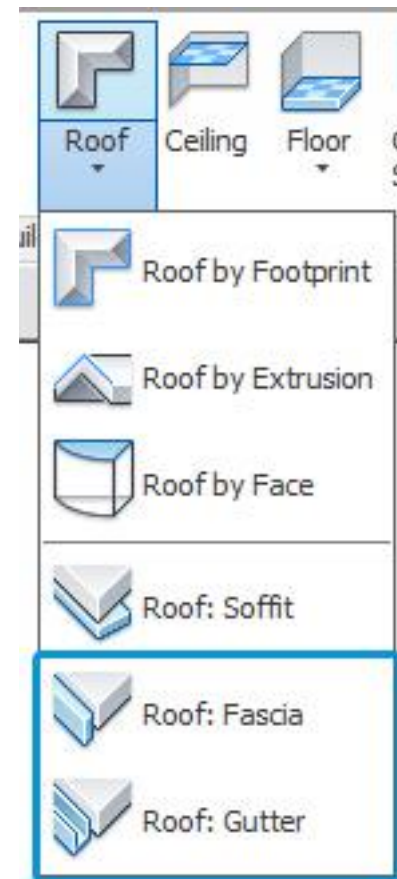 Roof Ceiling Floor
Roof by Footprint
Roof by Extrusion
Roof by Face
Roof: Soffit
Roof: Fascia
Roof: Gutter